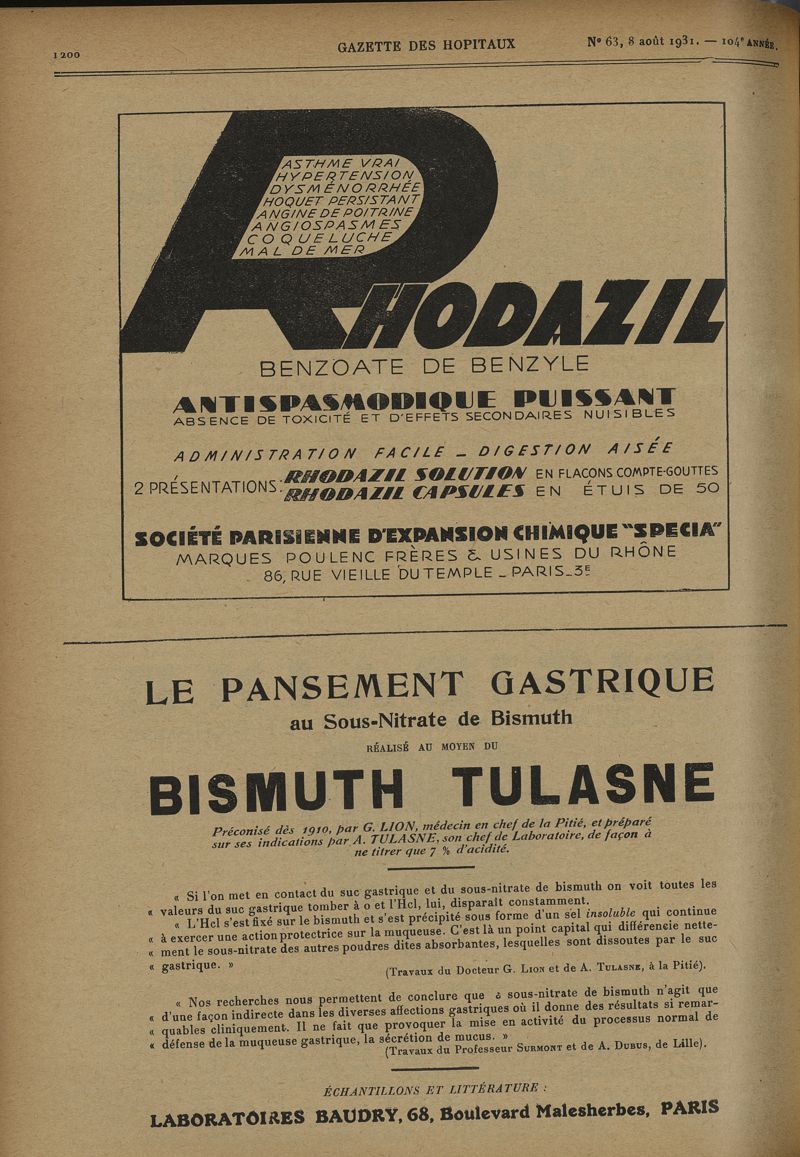 1200
GAZETTE DES HOPITAUX
N° 63, 8 août 1931. — 104e ANNÉE.
ASTHME VRAI
HYPERTENSION
DYSMÉNORRHÉE
HOQUET PERSISTANT
ANGINE DE POITRINE
ANGIOSPASMES
COQUELUCHE
MAL DE MER
RHODAZIL
BENZOATE DE BENZYLE
ANTISPASMODIQUE PUISSANT
ABSENCE DE TOXICITÉ ET D'EFFETS SECONDAIRES NUISIBLES
ADMINISTRATION FACILE _ DIGESTION AISÉE
2 PRÉSENTATIONS:
RHODAZIL SOLUTION EN FLACONS COMPTE-GOUTTES
RHODAZIL CAPSULES EN ÉTUIS DE 50
SOCIÉTÉ PARISIENNE D'EXPANSION CHIMIQUE "SPECIA"
MARQUES POULENC FRÈRES & USINES DU RHÔNE
86, RUE VIEILLE DU TEMPLE _ PARIS_3E
LE PANSEMENT GASTRIQUE
au Sous-Nitrate de Bismuth
RÉALISÉ AU MOYEN DU
BISMUTH TULASNE
Préconisé dès 1910, par G. LION, médecin en chef de la Pitié, et préparé
sur ses indications par A. TULASNE, son chef de Laboratoire, de façon à
ne titrer que 7 % d'acidité.
« Si l'on met en contact du suc gastrique et du sous-nitrate de bismuth on voit toutes les
« valeurs du suc gastrique tomber à 0 et l'Hcl, lui, disparaît constamment.
« L'Hcl s'est fixé sur le bismuth et s'est précipité sous forme d'un sel insoluble qui continue
« à exercer une action protectrice sur la muqueuse. C'est là un point capital qui différencie nette-
« ment le sous-nitrate des autres poudres dites absorbantes, lesquelles sont dissoutes par le suc
« gastrique. »
(Travaux du Docteur G. LION et de A. TULASNE, à la Pitié).
« Nos recherches nous permettent de conclure que sous-nitrate de bismuth n'agit que
« d'une façon indirecte dans les diverses affections gastriques où il donne des résultats si remar-
« quables cliniquement. Il ne fait que provoquer la mise en activité du processus normal de
« défense de la muqueuse gastrique, la sécrétion de mucus. »
(Travaux du Professeur SURMONT et de A. DUBUS, de Lille).
ÉCHANTILLONS ET LITTÉRATURE :
LABORATOIRES BAUDRY, 68, Boulevard Malesherbes, PARIS